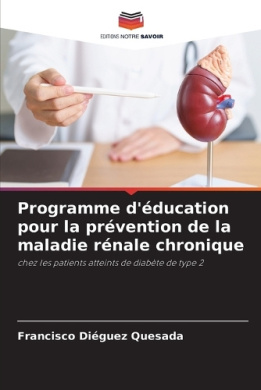 EDITIONS NOTRE SAVOIR
Programme d'éducation
pour la prévention de la
maladie rénale chronique
chez les patients atteints de diabète de type 2
Francisco Diéguez Quesada